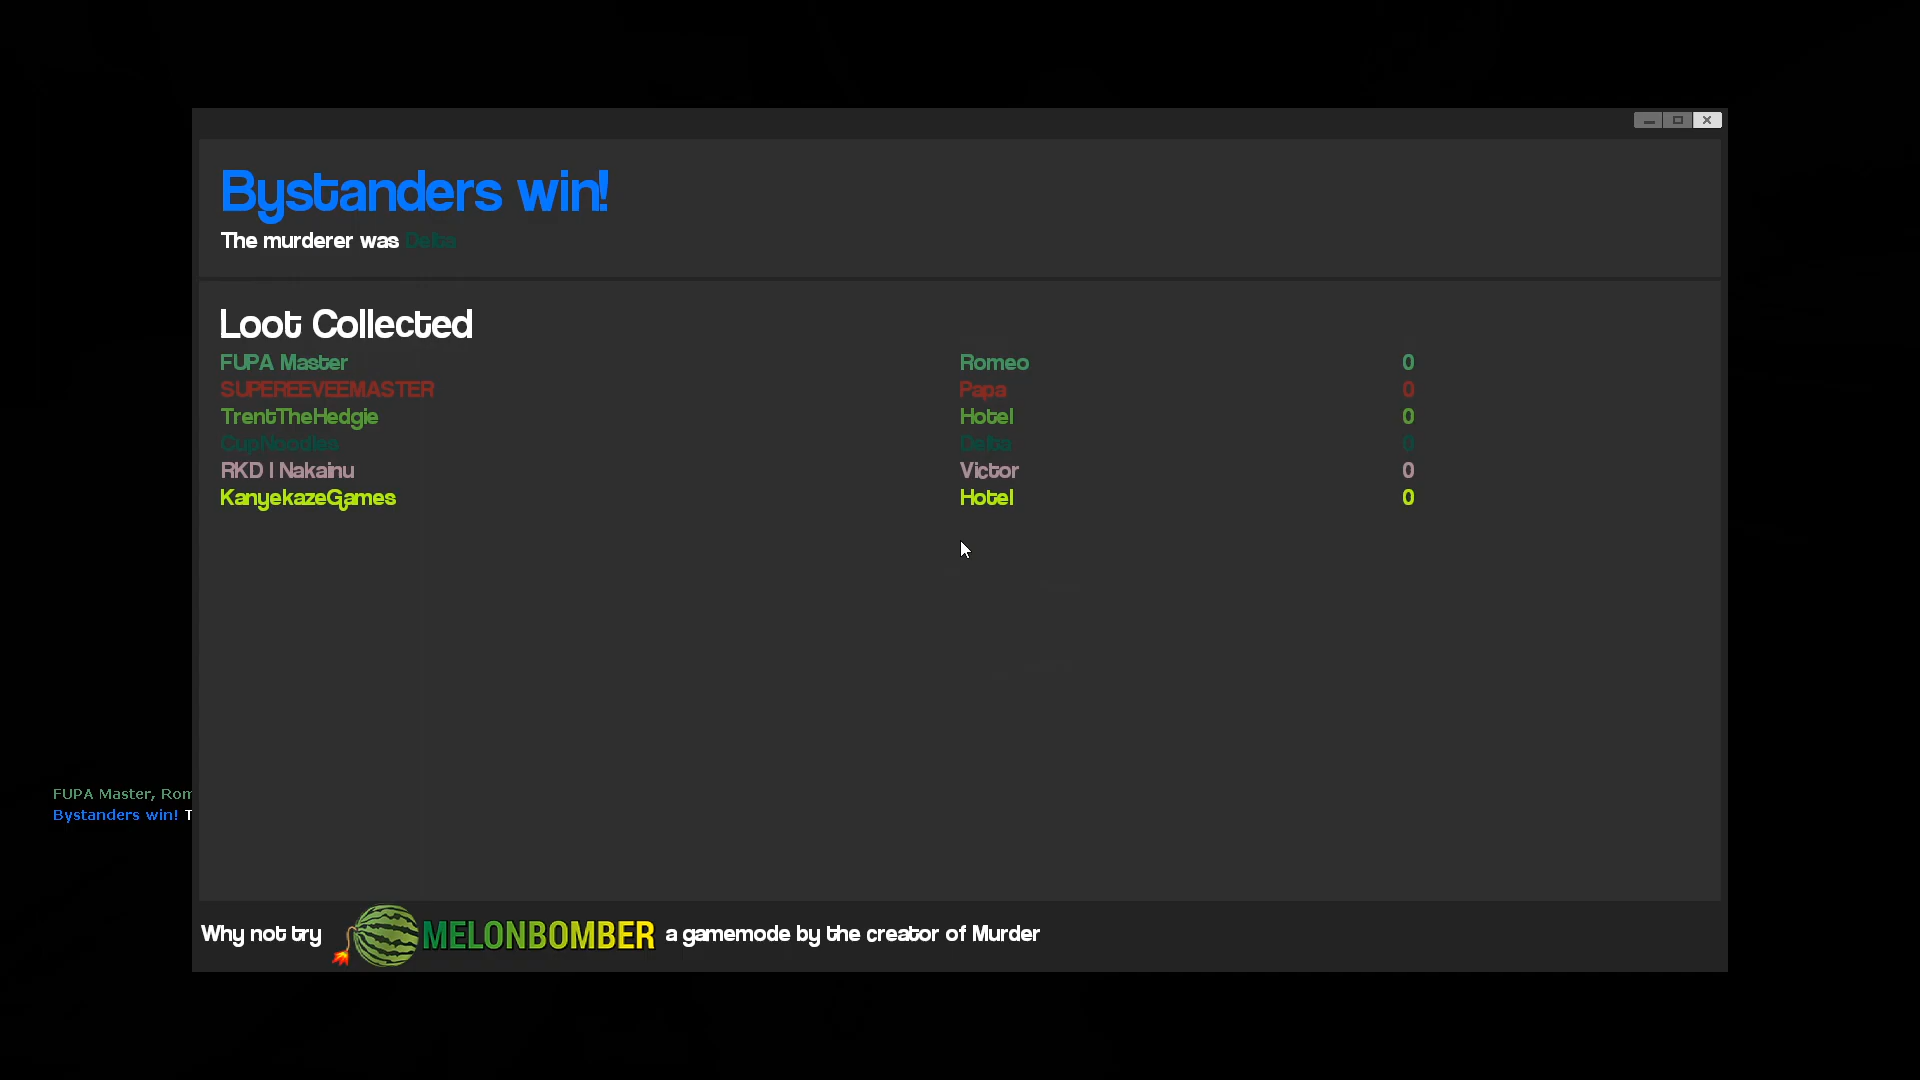 Bystanders win!
The murderer was Delta
Loot Collected
FUPA Master Romeo 0
SUPEREEVEEMASTER Papa 0
TrentTheHedgie Hotel 0
CupNoodles Delta 0
RKD | Nakainu Victor 0
KanyekazeGames Hotel 0
FUPA Master, Rom
Bystanders win! T
Why not try MELONBOMBER a gamemode by the creator of Murder